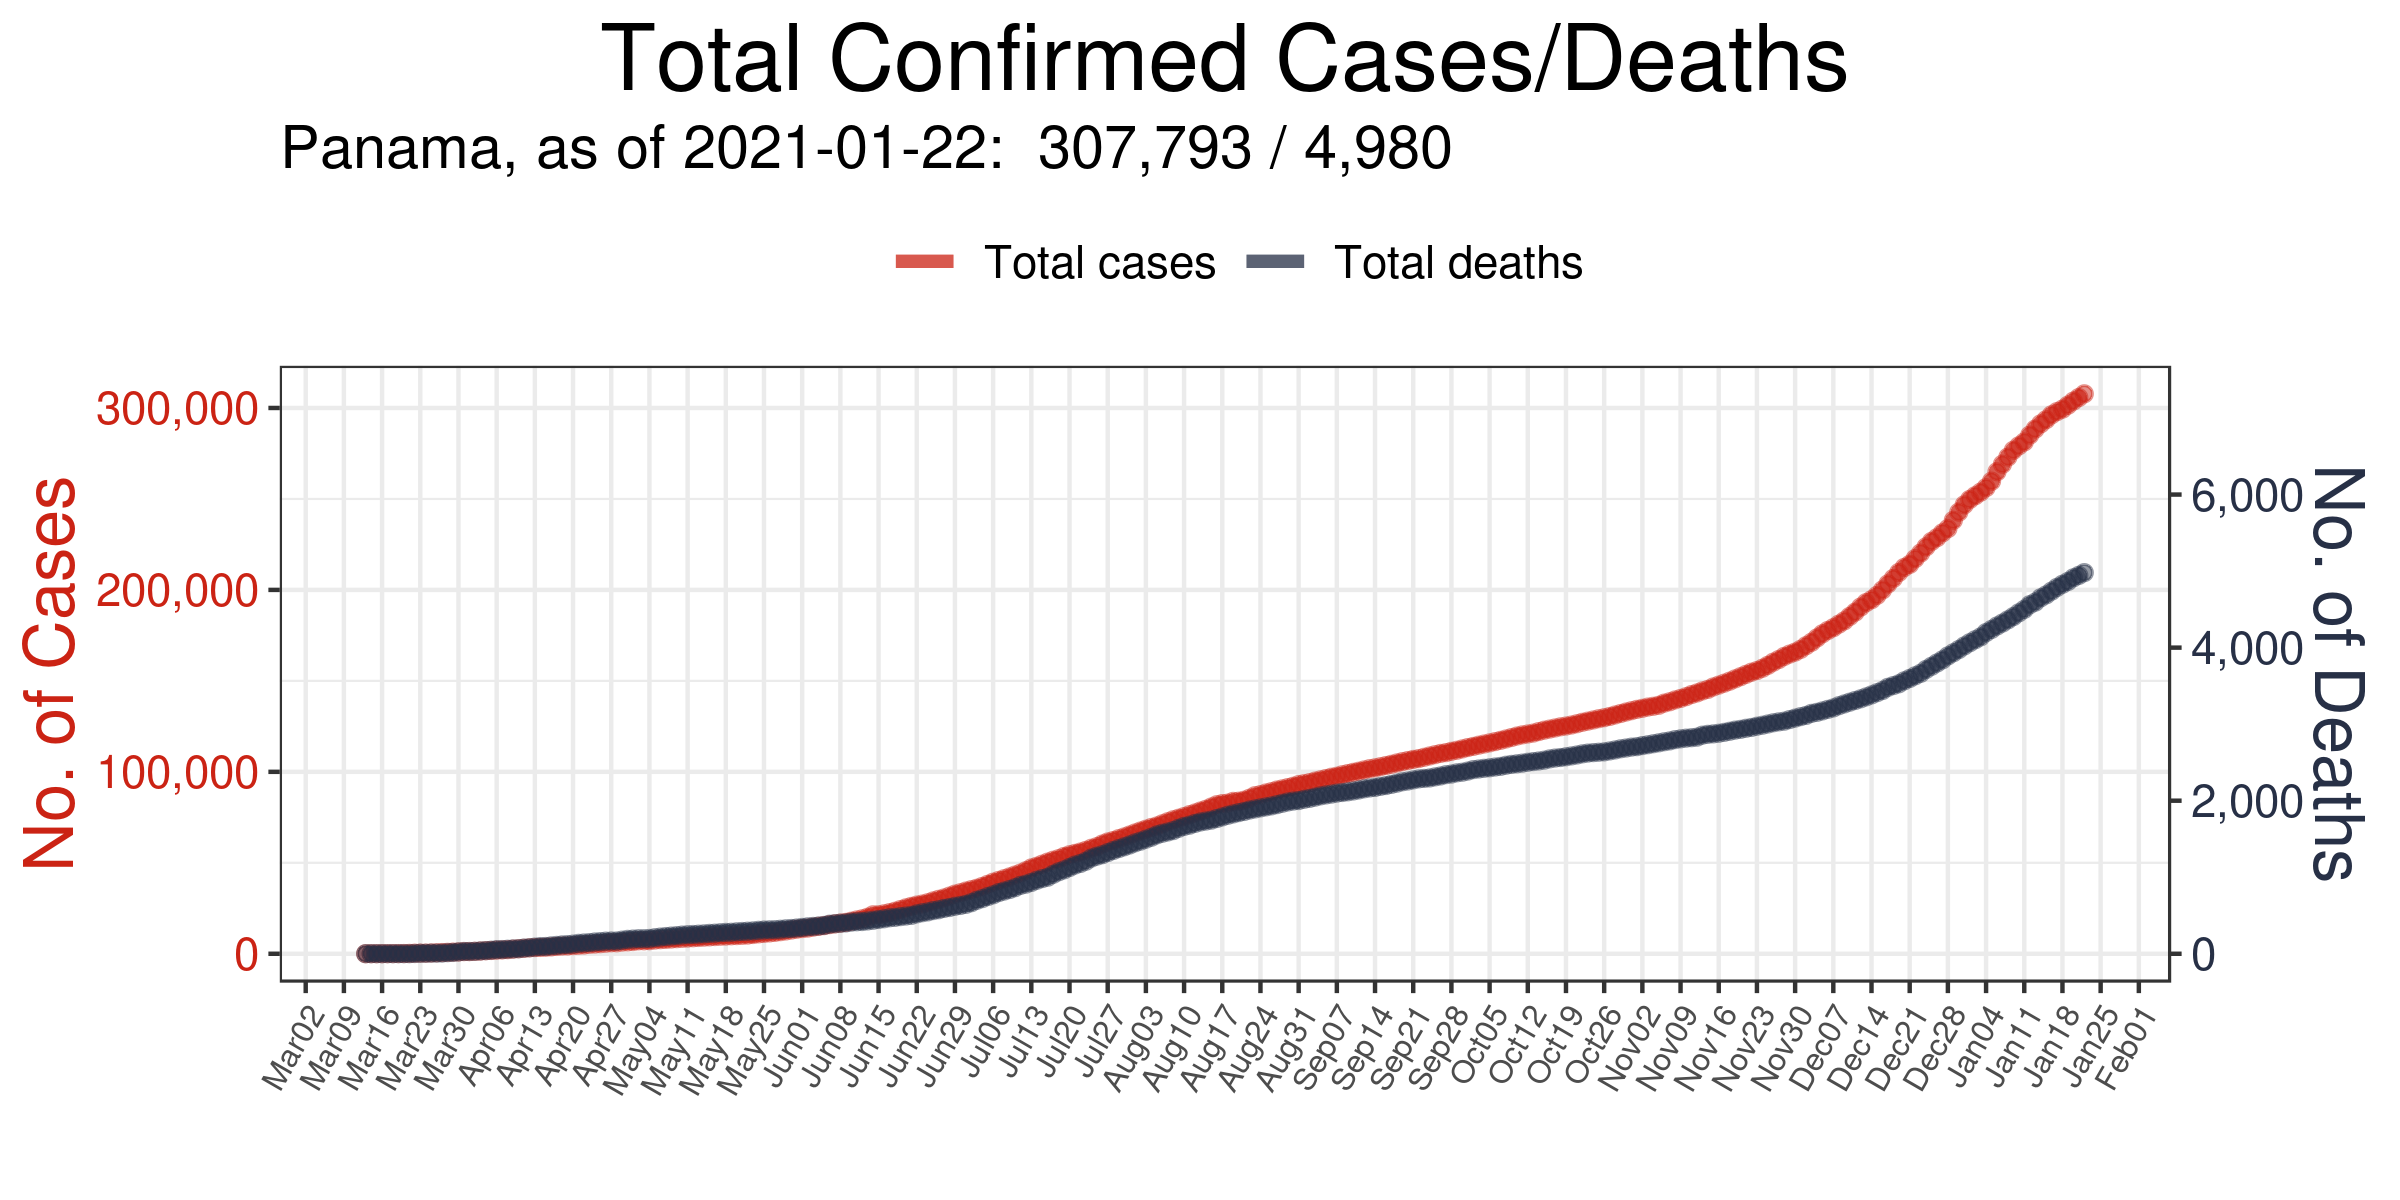 Total Confirmed Cases/Deaths
Panama, as of 2021-01-22:  307,793 / 4,980
Total cases
Total deaths
No. of Cases
300,000
200,000
100,000
0
6,000
4,000
2,000
0
No. of Deaths
Mar02
Mar09
Mar16
Mar23
Mar30
Apr06
Apr13
Apr20
Apr27
May04
May11
May18
May25
Jun01
Jun08
Jun15
Jun22
Jun29
Jul06
Jul13
Jul20
Jul27
Aug03
Aug10
Aug17
Aug24
Aug31
Sep07
Sep14
Sep21
Sep28
Oct05
Oct12
Oct19
Oct26
Nov02
Nov09
Nov16
Nov23
Nov30
Dec07
Dec14
Dec21
Dec28
Jan04
Jan11
Jan18
Jan25
Feb01